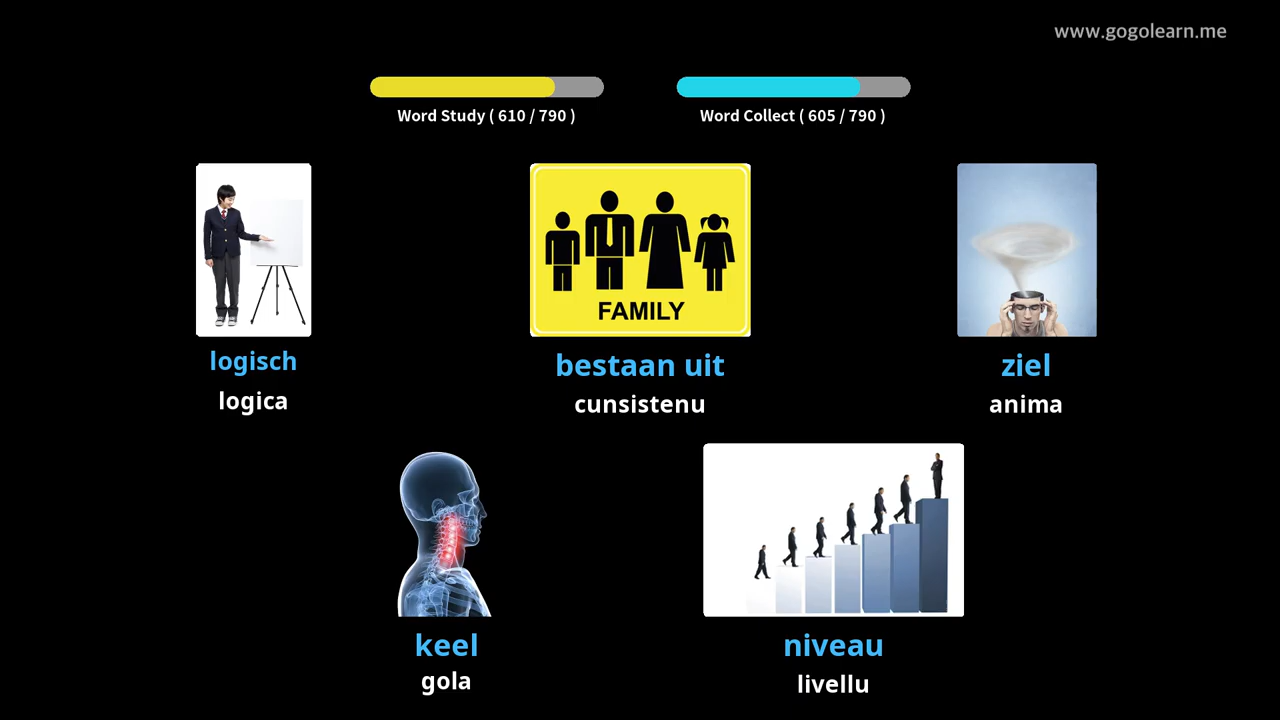 www.gogolearn.me
Word Study ( 610 / 790 )
Word Collect ( 605 / 790 )
FAMILY
logisch
logica
bestaan uit
cunsistenu
ziel
anima
keel
gola
niveau
livellu